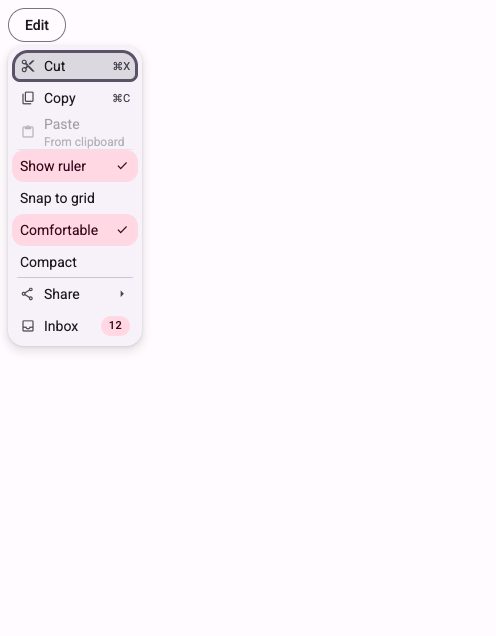 Edit
Cut ⌘X
Copy ⌘C
Paste
From clipboard
Show ruler
Snap to grid
Comfortable
Compact
Share
Inbox 12